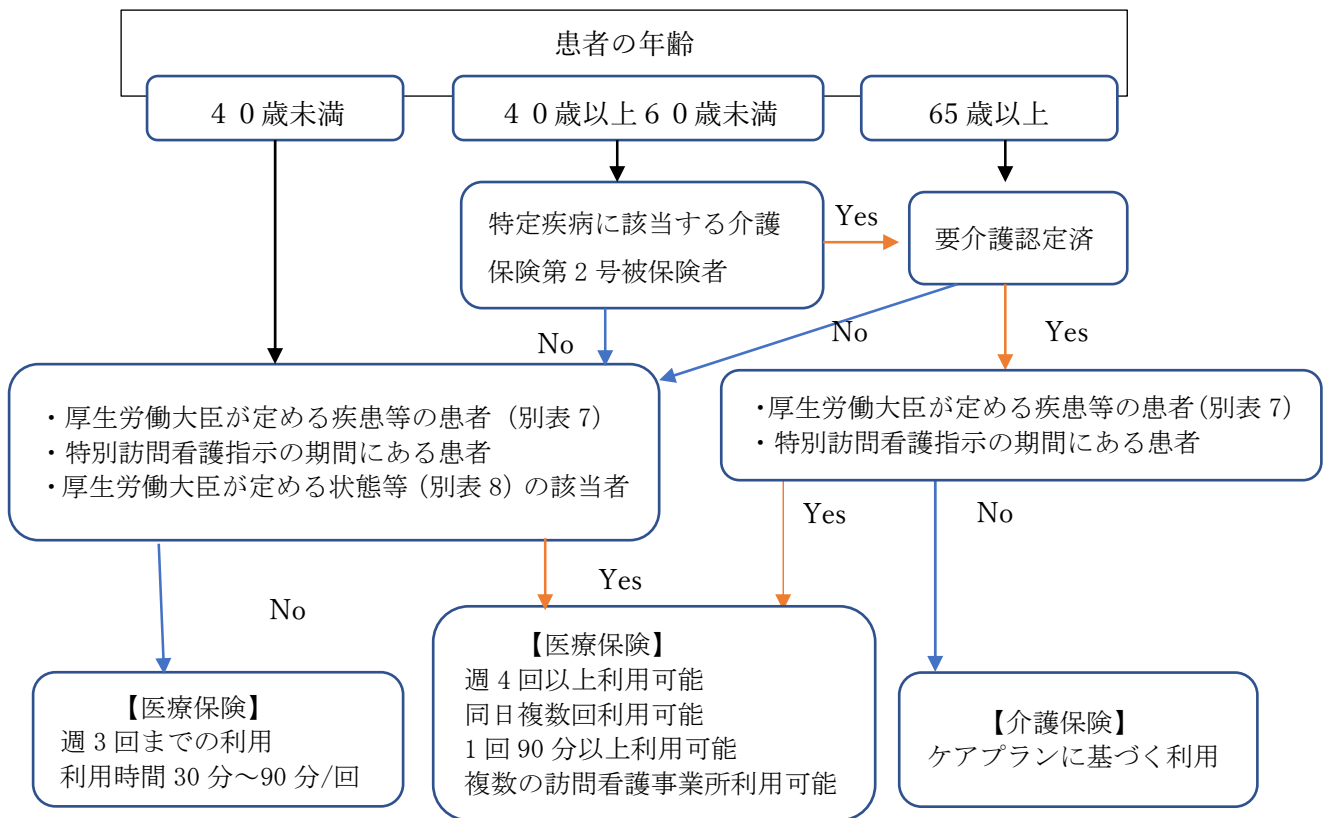 患者の年齢
４０歳未満
４０歳以上６０歳未満
65歳以上
特定疾病に該当する介護
保険第2号被保険者
Yes
要介護認定済
No
No
Yes
・厚生労働大臣が定める疾患等の患者（別表7）
・特別訪問看護指示の期間にある患者
・厚生労働大臣が定める状態等（別表8）の該当者
・厚生労働大臣が定める疾患等の患者（別表7）
・特別訪問看護指示の期間にある患者
No
Yes
Yes
No
【医療保険】
週3回までの利用
利用時間30分～90分/回
【医療保険】
週4回以上利用可能
同日複数回利用可能
1回90分以上利用可能
複数の訪問看護事業所利用可能
【介護保険】
ケアプランに基づく利用